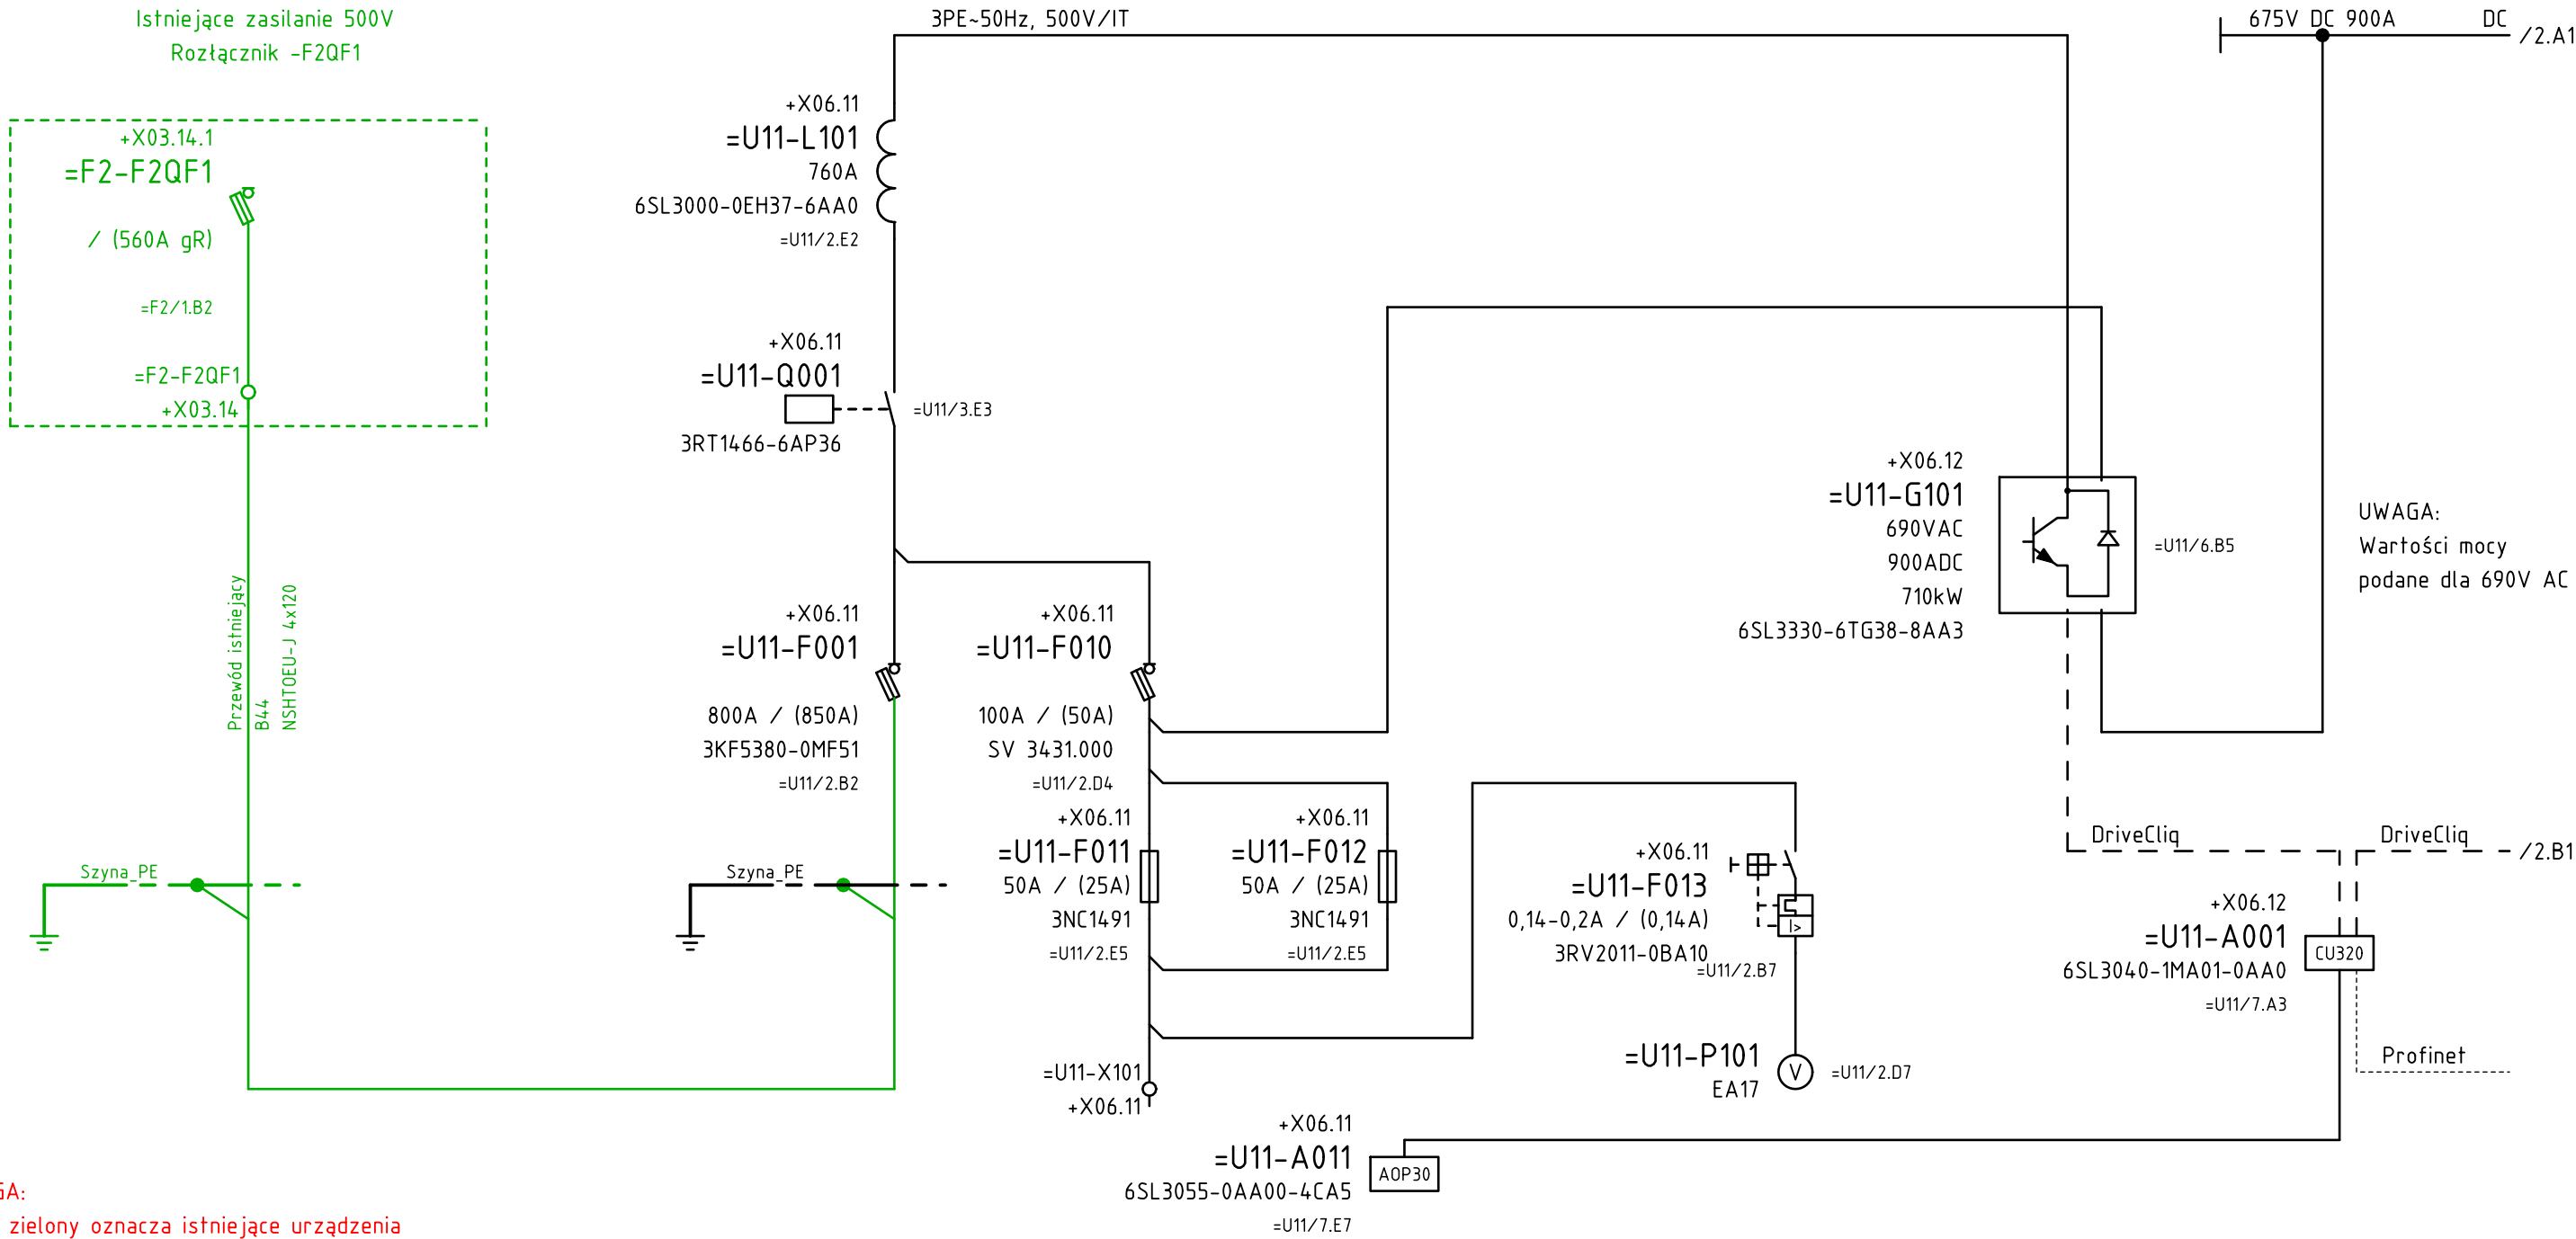 Istniejące zasilanie 500V
Rozłącznik -F2QF1
3PE~50Hz, 500V/IT
675V DC 900A
DC
/2.A1
+X03.14.1
=F2-F2QF1
/ (560A gR)
=F2/1.B2
=F2-F2QF1
+X03.14
Przewód istniejący
B44
NSHTOEU-J 4x120
Szyna_PE
+X06.11
=U11-L101
760A
6SL3000-0EH37-6AA0
=U11/2.E2
+X06.11
=U11-Q001
3RT1466-6AP36
=U11/3.E3
+X06.11
=U11-F001
800A / (850A)
3KF5380-0MF51
=U11/2.B2
Szyna_PE
+X06.11
=U11-F010
100A / (50A)
SV 3431.000
=U11/2.D4
+X06.11
=U11-F011
50A / (25A)
3NC1491
=U11/2.E5
+X06.11
=U11-F012
50A / (25A)
3NC1491
=U11/2.E5
+X06.11
=U11-F013
0,14-0,2A / (0,14A)
3RV2011-0BA10
=U11/2.B7
I>
=U11-P101
EA17
V
=U11/2.D7
=U11-X101
+X06.11
+X06.11
=U11-A011
6SL3055-0AA00-4CA5
=U11/7.E7
AOP30
+X06.12
=U11-G101
690VAC
900ADC
710kW
6SL3330-6TG38-8AA3
=U11/6.B5
UWAGA:
Wartości mocy
podane dla 690V AC
DriveCliq
DriveCliq
/2.B1
+X06.12
=U11-A001
6SL3040-1MA01-0AA0
=U11/7.A3
CU320
Profinet
GA:
zielony oznacza istniejące urządzenia